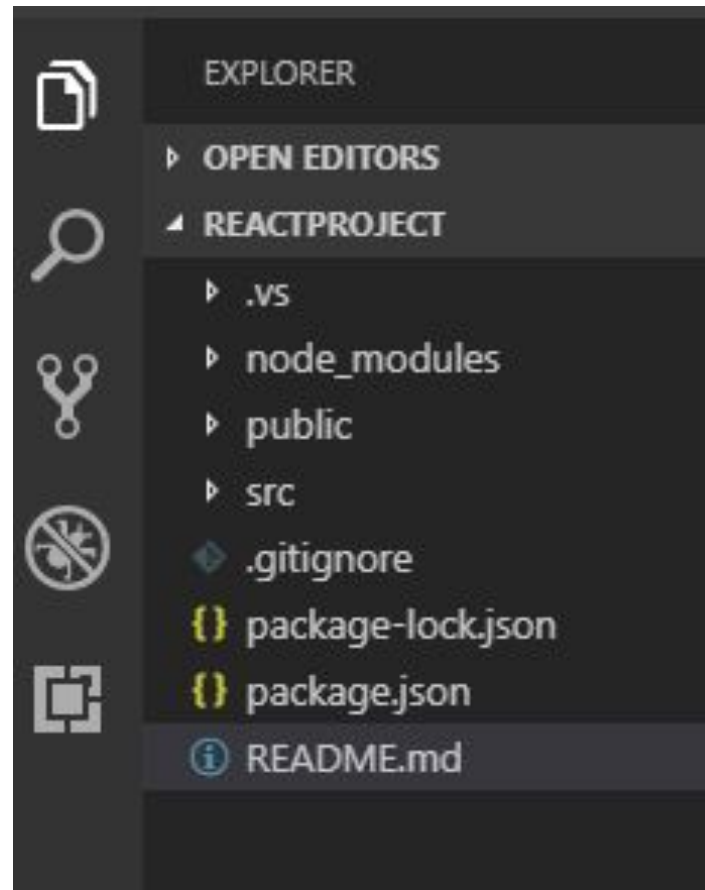 EXPLORER
OPEN EDITORS
REACTPROJECT
.vs
node_modules
public
src
.gitignore
{} package-lock.json
{} package.json
README.md